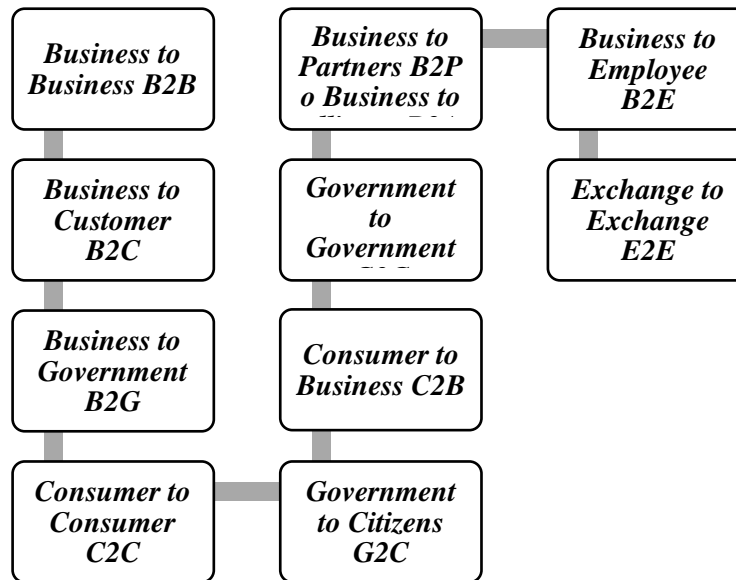 Business to
Business B2B
Business to
Customer
B2C
Business to
Government
B2G
Consumer to
Consumer
C2C
Government
to Citizens
G2C
Consumer to
Business C2B
Government
to
Government
Business to
Partners B2P
o Business to
Business to
Employee
B2E
Exchange to
Exchange
E2E